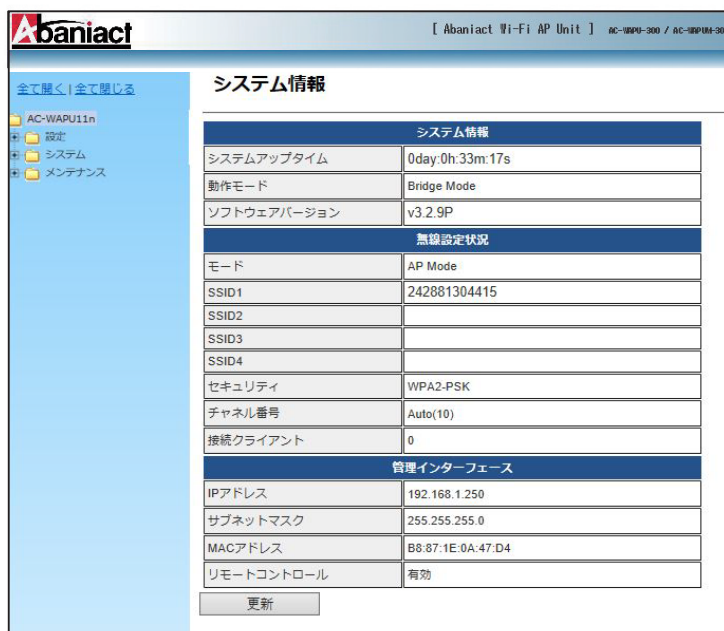 Abaniact
[ Abaniact Wi-Fi AP Unit ] AC-WAPU-300 / AC-WAPUM-30
全て開く | 全て閉じる
システム情報
AC-WAPU11n
設定
システム
メンテナンス
システム情報
システムアップタイム 0day:0h:33m:17s
動作モード Bridge Mode
ソフトウェアバージョン v3.2.9P
無線設定状況
モード AP Mode
SSID1 242881304415
SSID2
SSID3
SSID4
セキュリティ WPA2-PSK
チャネル番号 Auto(10)
接続クライアント 0
管理インターフェース
IPアドレス 192.168.1.250
サブネットマスク 255.255.255.0
MACアドレス B8:87:1E:0A:47:D4
リモートコントロール 有効
更新